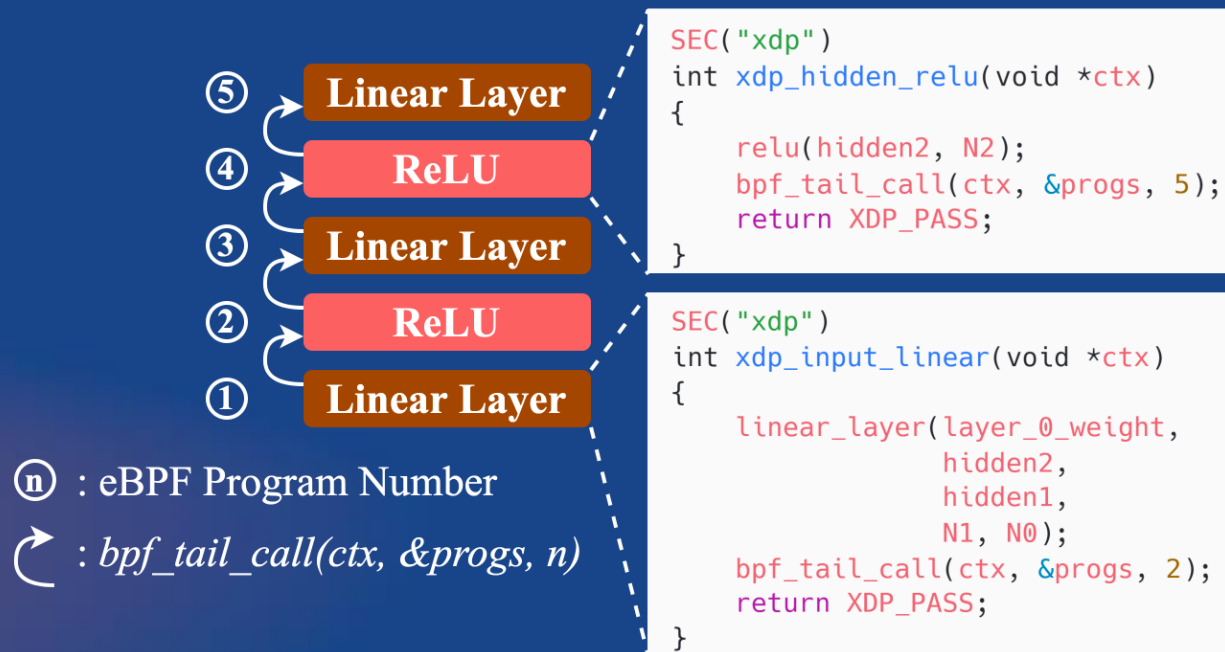 ⑤ Linear Layer
④ ReLU
③ Linear Layer
② ReLU
① Linear Layer
ⓝ : eBPF Program Number
: bpf_tail_call(ctx, &progs, n)
SEC("xdp")
int xdp_hidden_relu(void *ctx)
{
    relu(hidden2, N2);
    bpf_tail_call(ctx, &progs, 5);
    return XDP_PASS;
}
SEC("xdp")
int xdp_input_linear(void *ctx)
{
    linear_layer(layer_0_weight,
                 hidden2,
                 hidden1,
                 N1, N0);
    bpf_tail_call(ctx, &progs, 2);
    return XDP_PASS;
}